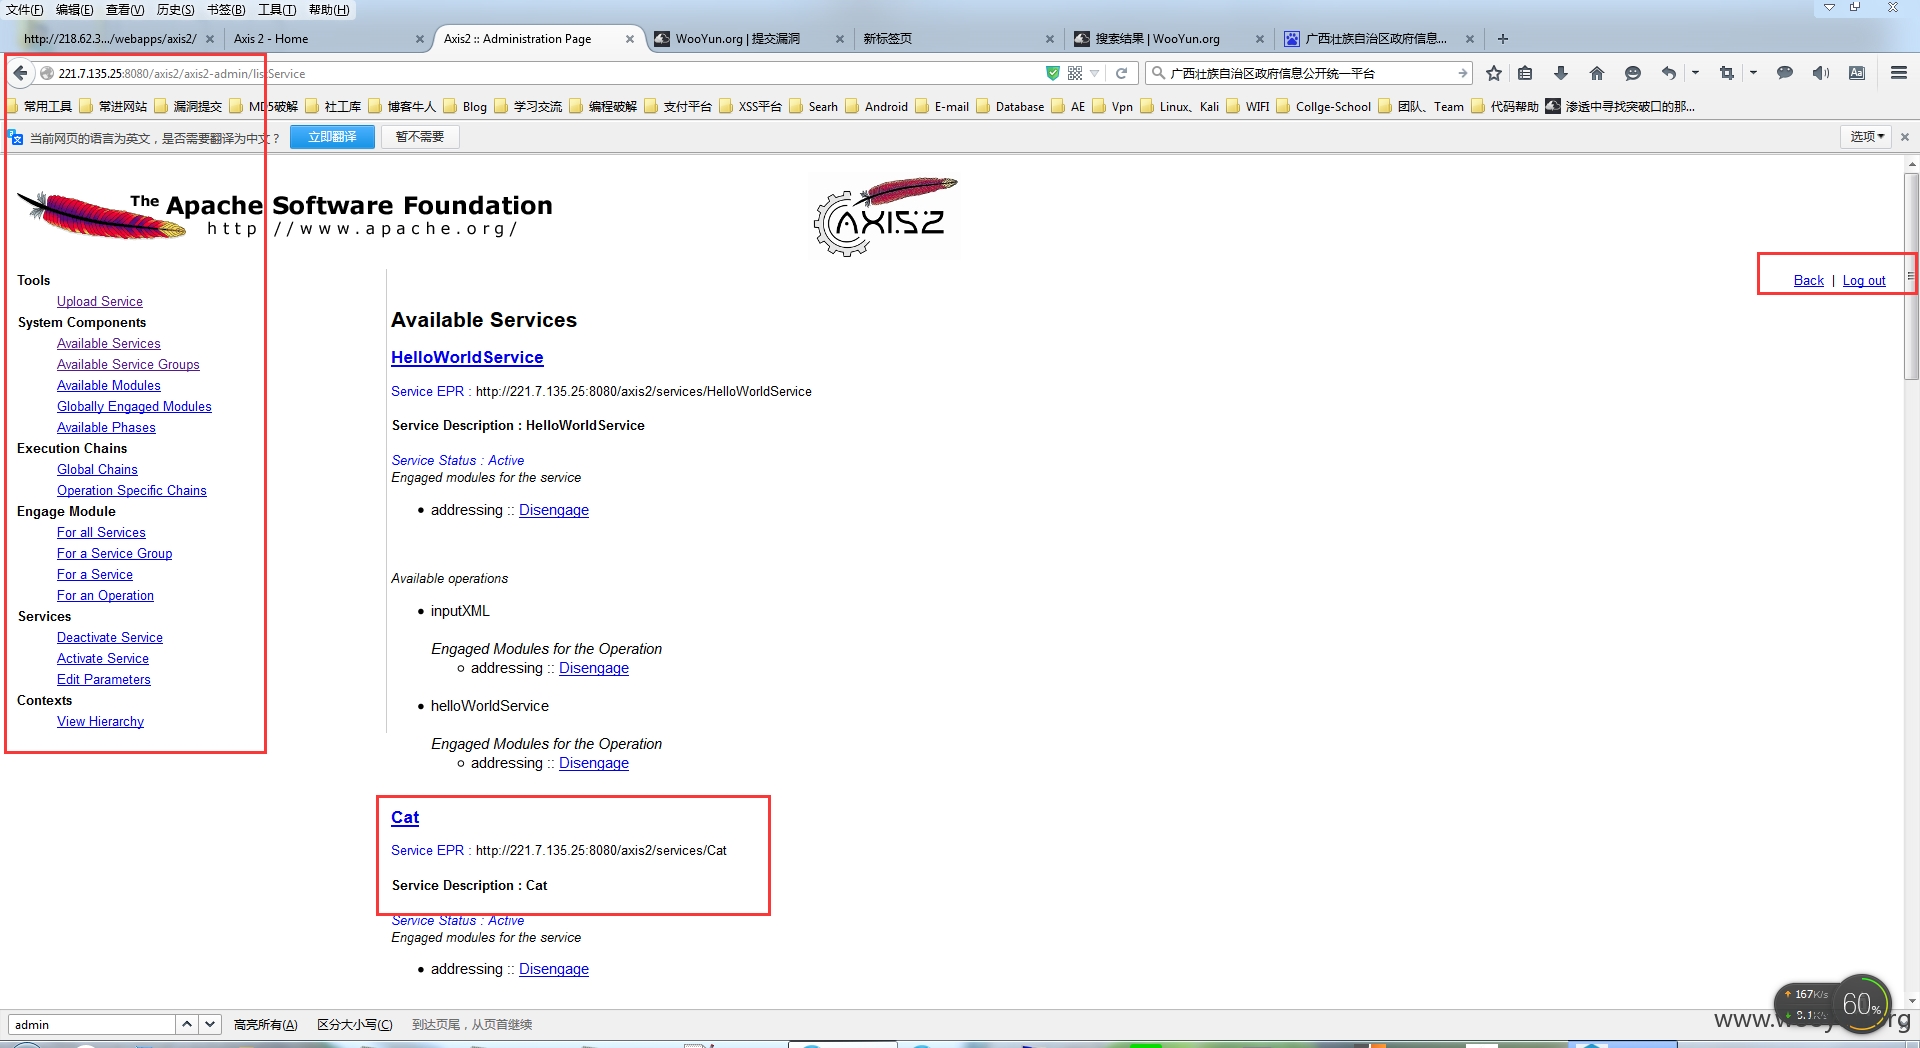 文件(F) 编辑(E) 查看(V) 历史(S) 书签(B) 工具(T) 帮助(H)
http://218.62.3.../webapps/axis2/ Axis 2 - Home Axis2 :: Administration Page WooYun.org | 提交漏洞 新标签页 搜索结果 | WooYun.org 广西壮族自治区政府信息...
221.7.135.25:8080/axis2/axis2-admin/listService 广西壮族自治区政府信息公开统一平台
常用工具 常进网站 漏洞提交 MD5破解 社工库 博客牛人 Blog 学习交流 编程破解 支付平台 XSS平台 Searh Android E-mail Database AE Vpn Linux、Kali WIFI Collge-School 团队、Team 代码帮助 渗透中寻找突破口的那...
当前网页的语言为英文，是否需要翻译为中文？ 立即翻译 暂不需要 选项
The Apache Software Foundation
http://www.apache.org/
AXIS2
Back | Log out
Tools
Upload Service
System Components
Available Services
Available Service Groups
Available Modules
Globally Engaged Modules
Available Phases
Execution Chains
Global Chains
Operation Specific Chains
Engage Module
For all Services
For a Service Group
For a Service
For an Operation
Services
Deactivate Service
Activate Service
Edit Parameters
Contexts
View Hierarchy
Available Services
HelloWorldService
Service EPR : http://221.7.135.25:8080/axis2/services/HelloWorldService
Service Description : HelloWorldService
Service Status : Active
Engaged modules for the service
addressing :: Disengage
Available operations
inputXML
Engaged Modules for the Operation
addressing :: Disengage
helloWorldService
Engaged Modules for the Operation
addressing :: Disengage
Cat
Service EPR : http://221.7.135.25:8080/axis2/services/Cat
Service Description : Cat
Service Status : Active
Engaged modules for the service
addressing :: Disengage
167K/s
60%
admin 高亮所有(A) 区分大小写(C) 到达页尾，从页首继续